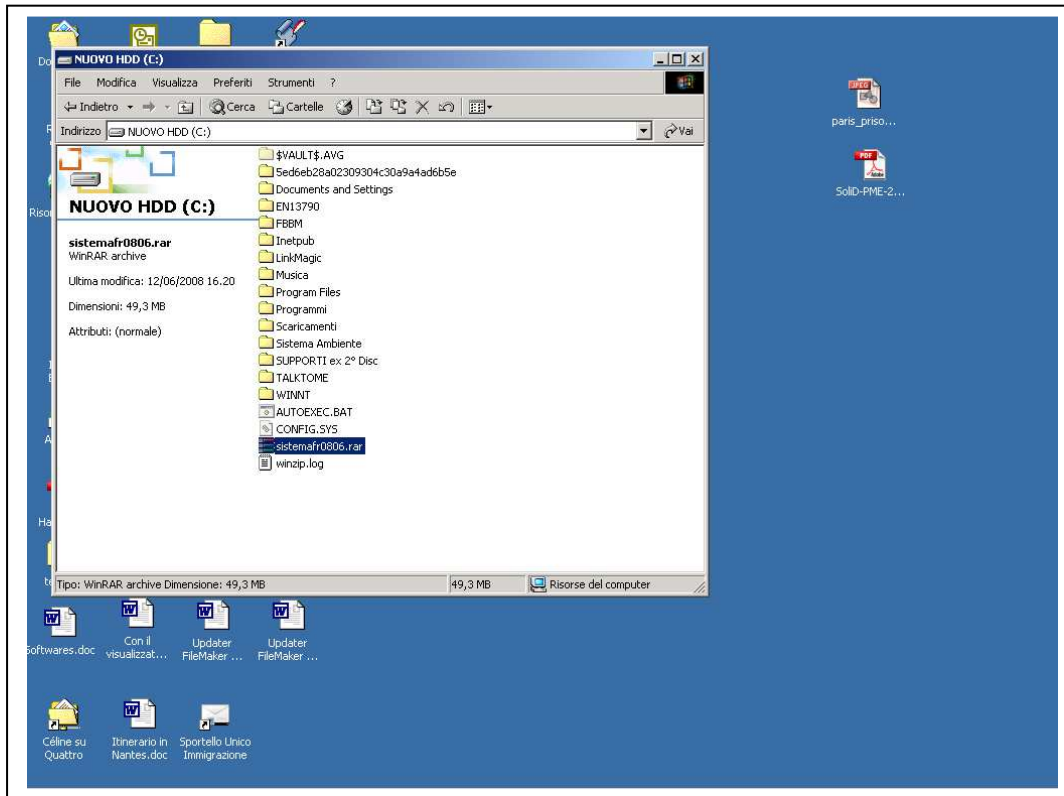 NUOVO HDD (C:)
File Modifica Visualizza Preferiti Strumenti ?
Indietro Cerca Cartelle
Indirizzo NUOVO HDD (C:) Vai
NUOVO HDD (C:)
sistemafr0806.rar
WinRAR archive
Ultima modifica: 12/06/2008 16.20
Dimensioni: 49,3 MB
Attributi: (normale)
$VAULT$.AVG
5ed6eb28a02309304c30a9a4ad6b5e
Documents and Settings
EN13790
FBBM
Inetpub
LinkMagic
Musica
Program Files
Programmi
Scaricamenti
Sistema Ambiente
SUPPORTI ex 2° Disc
TALKTOME
WINNT
AUTOEXEC.BAT
CONFIG.SYS
sistemafr0806.rar
winzip.log
Tipo: WinRAR archive Dimensione: 49,3 MB 49,3 MB Risorse del computer
JPEG
paris_priso...
PDF
Adobe
SoliD-PME-2...
Softwares.doc
Con il
visualizzat...
Updater
FileMaker ...
Updater
FileMaker ...
Céline su
Quattro
Itinerario in
Nantes.doc
Sportello Unico
Immigrazione